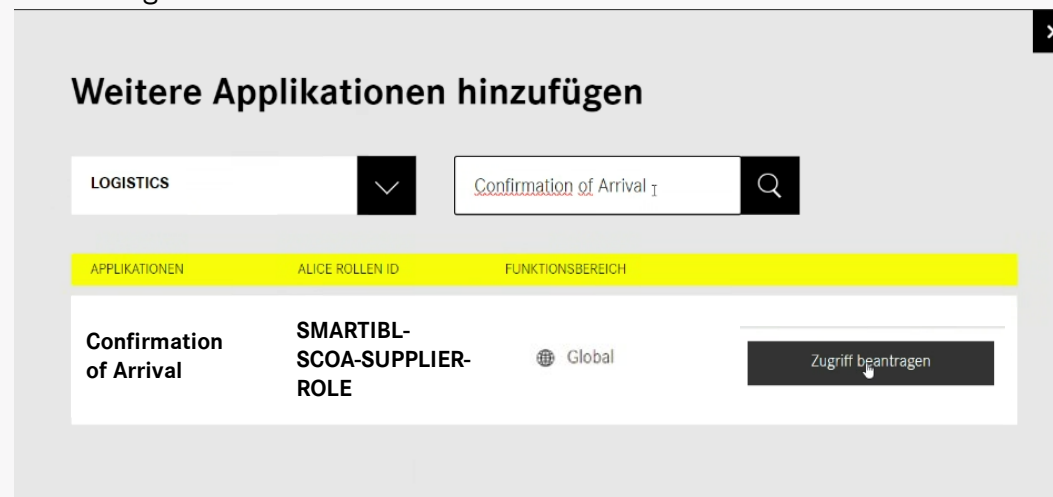 Weitere Applikationen hinzufügen
LOGISTICS
Confirmation of Arrival
APPLIKATIONEN ALICE ROLLEN ID FUNKTIONSBEREICH
Confirmation
of Arrival
SMARTIBL-
SCOA-SUPPLIER-
ROLE
Global
Zugriff beantragen